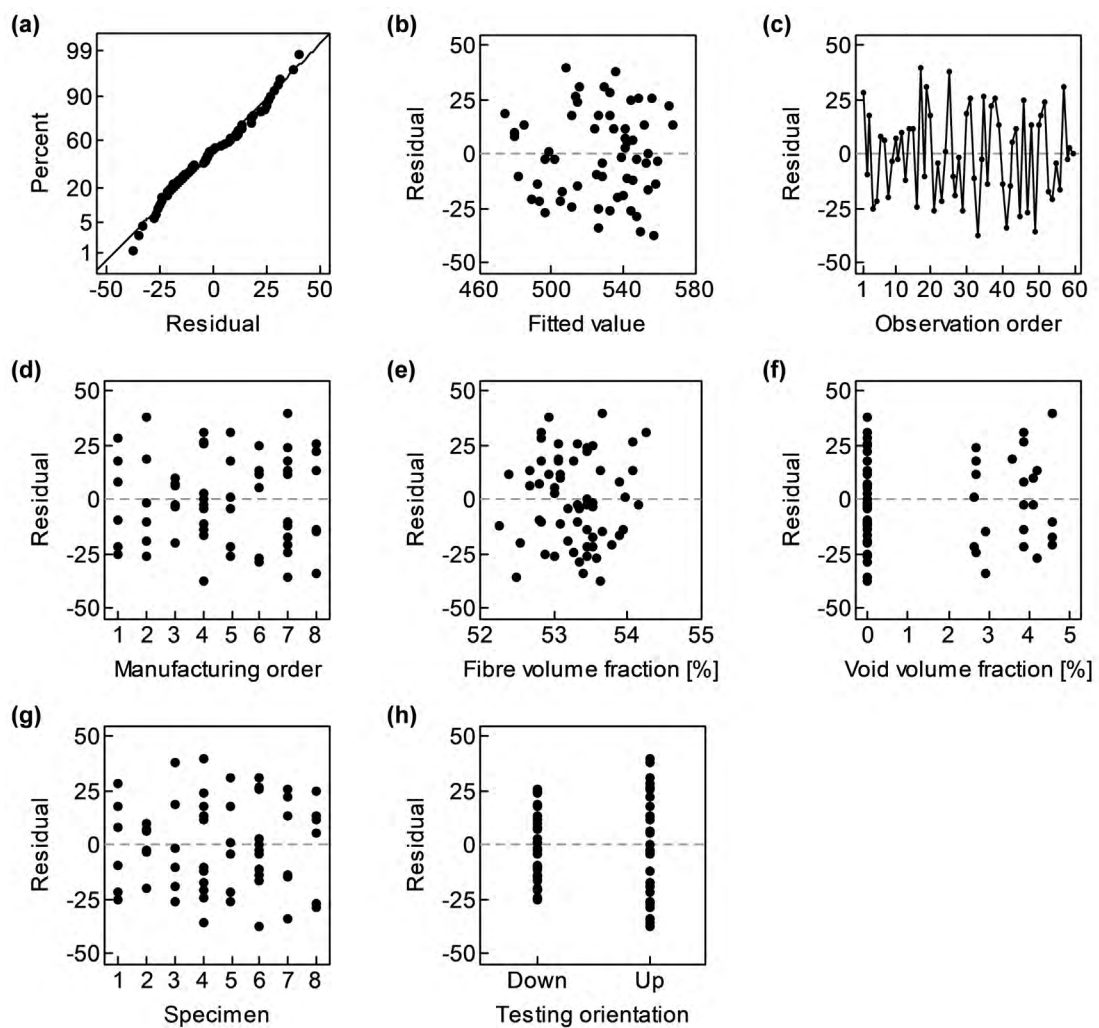 (a)
99
90
60
20
5
1
Percent
-50 -25 0 25 50
Residual
(b)
50
25
0
-25
-50
Residual
460 500 540 580
Fitted value
(c)
50
25
0
-25
-50
Residual
1 10 20 30 40 50 60
Observation order
(d)
50
25
0
-25
-50
Residual
1 2 3 4 5 6 7 8
Manufacturing order
(e)
50
25
0
-25
-50
Residual
52 53 54 55
Fibre volume fraction [%]
(f)
50
25
0
-25
-50
Residual
0 1 2 3 4 5
Void volume fraction [%]
(g)
50
25
0
-25
-50
Residual
1 2 3 4 5 6 7 8
Specimen
(h)
50
25
0
-25
-50
Residual
Down Up
Testing orientation